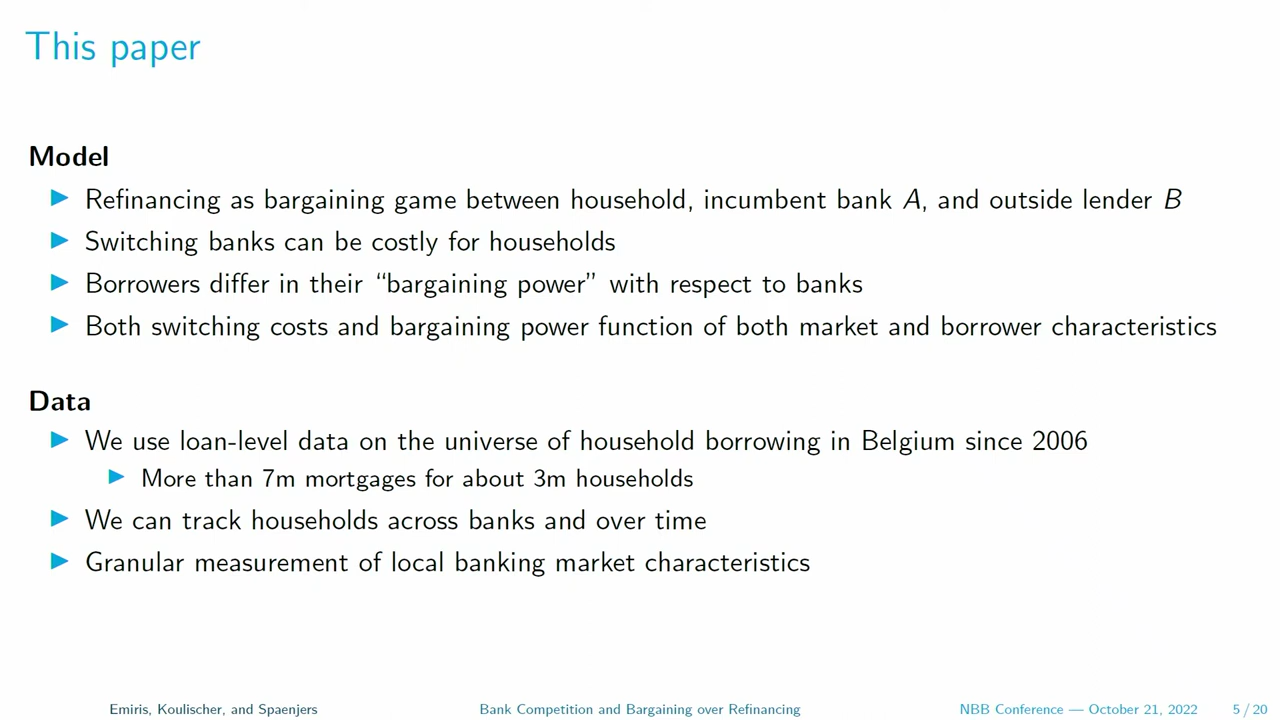 This paper
Model
Refinancing as bargaining game between household, incumbent bank A, and outside lender B
Switching banks can be costly for households
Borrowers differ in their “bargaining power” with respect to banks
Both switching costs and bargaining power function of both market and borrower characteristics
Data
We use loan-level data on the universe of household borrowing in Belgium since 2006
More than 7m mortgages for about 3m households
We can track households across banks and over time
Granular measurement of local banking market characteristics
Emiris, Koulischer, and Spaenjers Bank Competition and Bargaining over Refinancing NBB Conference — October 21, 2022 5 / 20